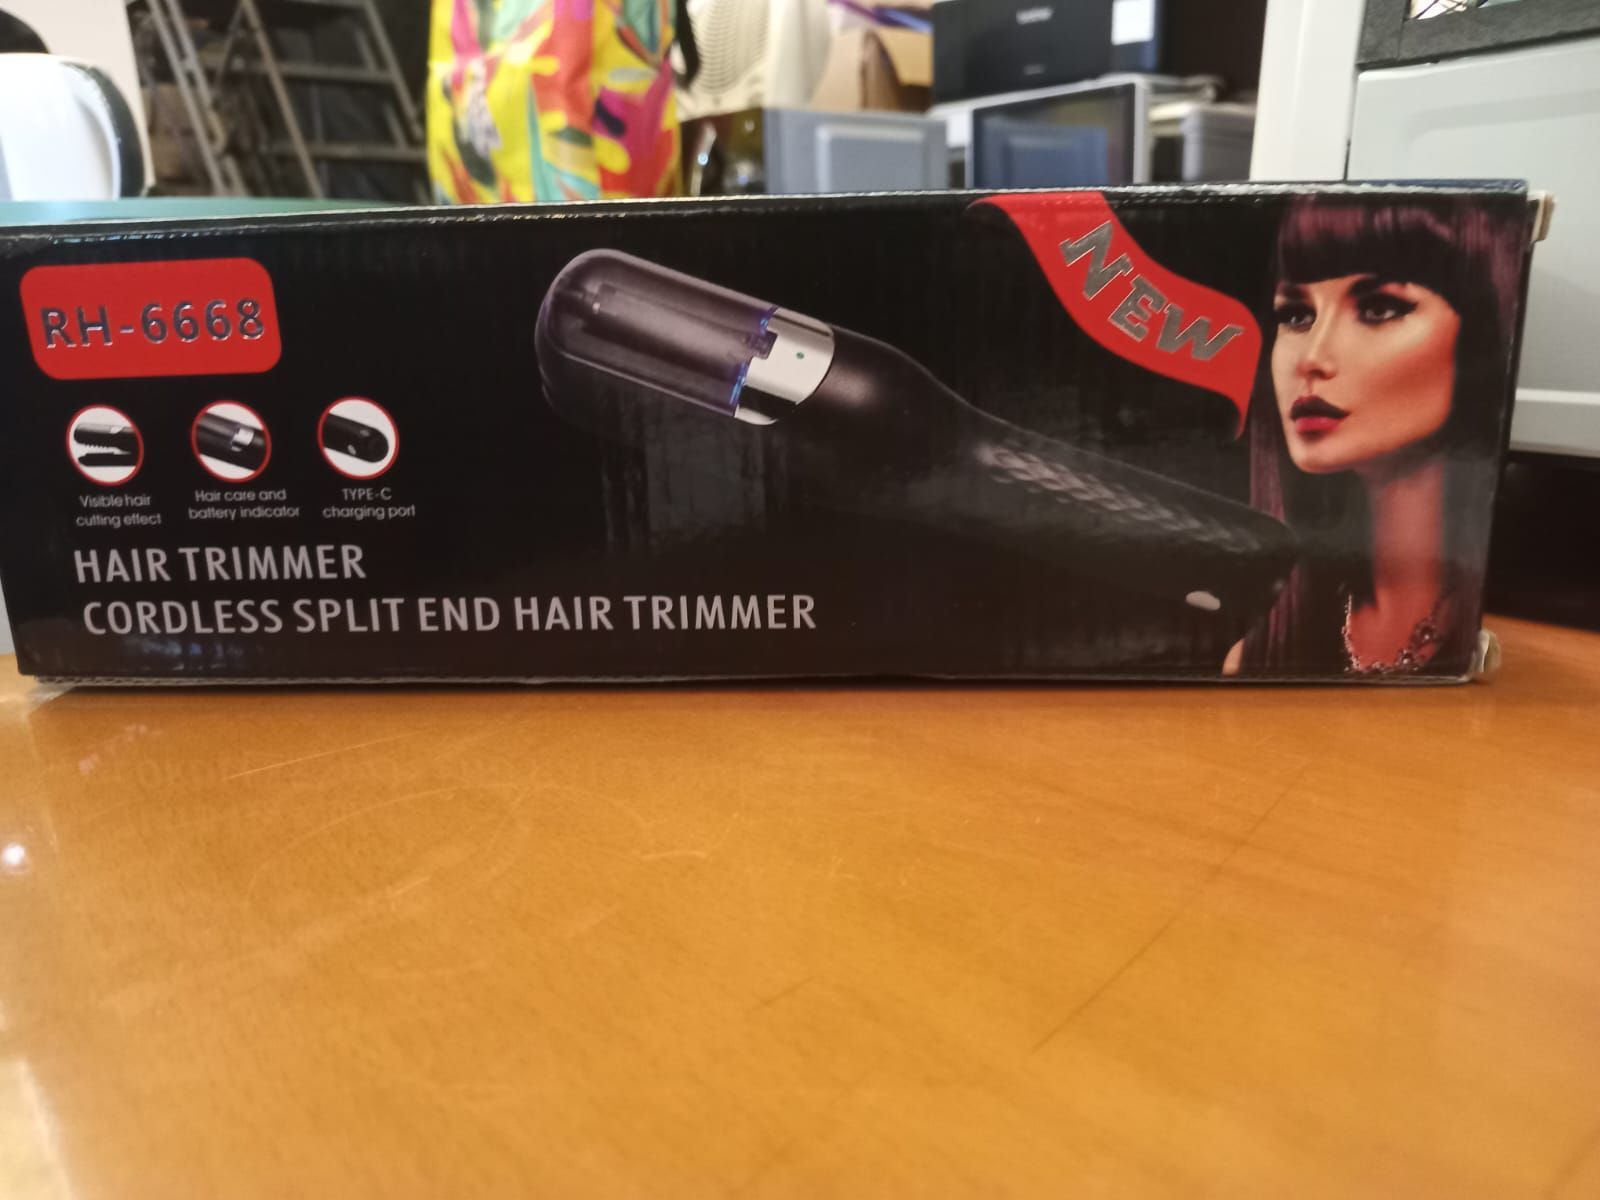 RH-6668
NEW
Visible hair
cutting effect
Hair care and
battery indicator
TYPE-C
charging port
HAIR TRIMMER
CORDLESS SPLIT END HAIR TRIMMER